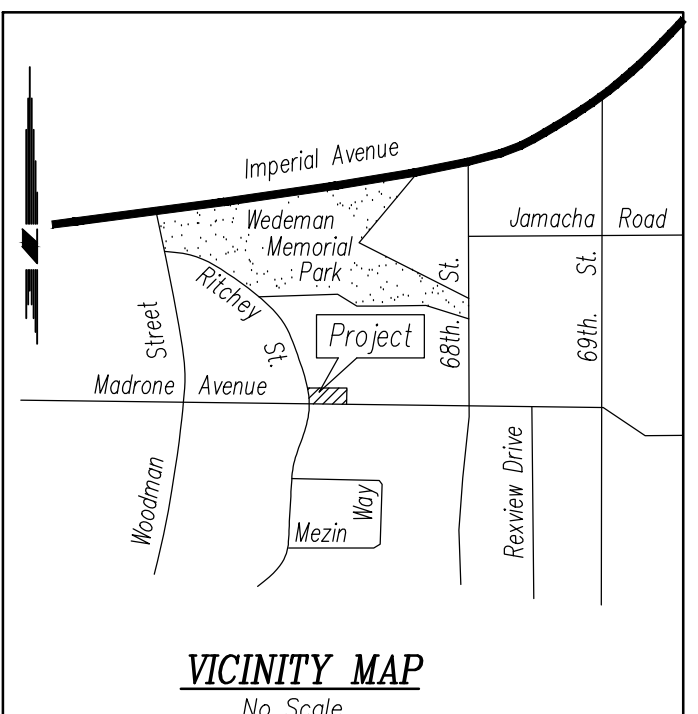 Imperial Avenue
Wedeman
Memorial
Park
Jamacha Road
Ritchey St.
68th. St.
69th. St.
Project
Woodman Street
Madrone Avenue
Rexview Drive
Mezin Way
VICINITY MAP
No Scale